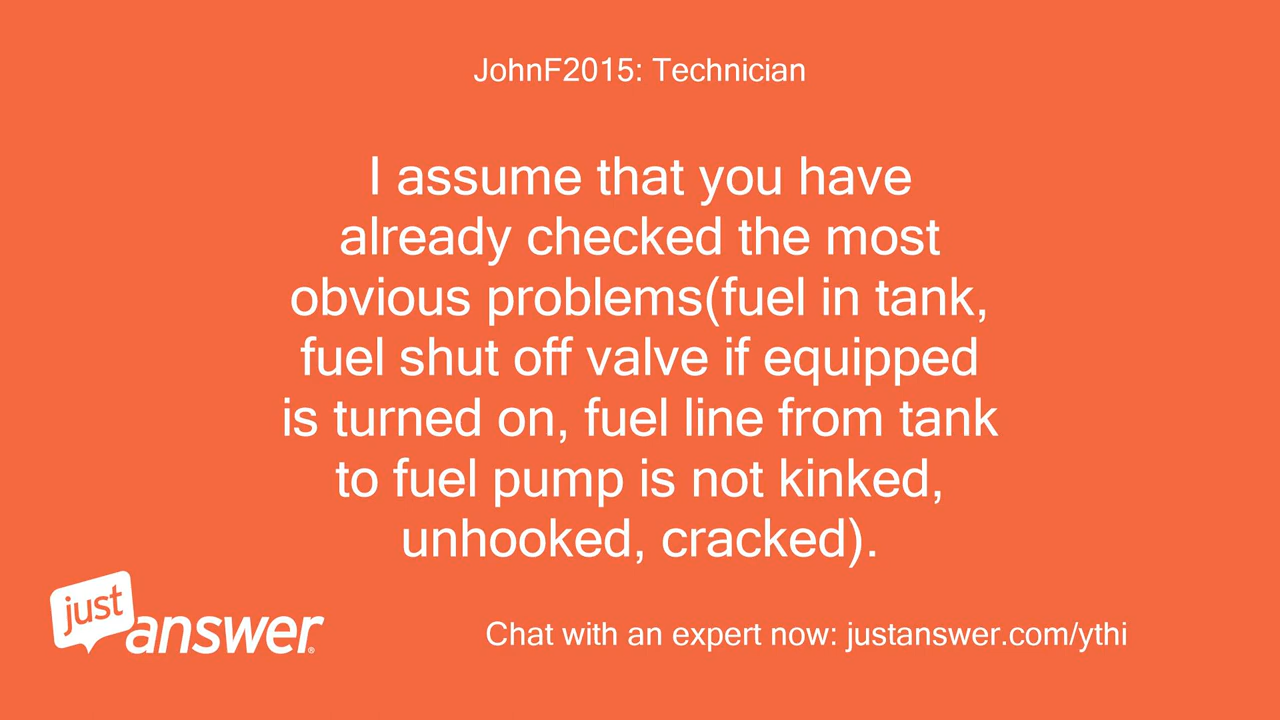 JohnF2015: Technician
I assume that you have
already checked the most
obvious problems(fuel in tank,
fuel shut off valve if equipped
is turned on, fuel line from tank
to fuel pump is not kinked,
unhooked, cracked).
just
answer®
Chat with an expert now: justanswer.com/ythi